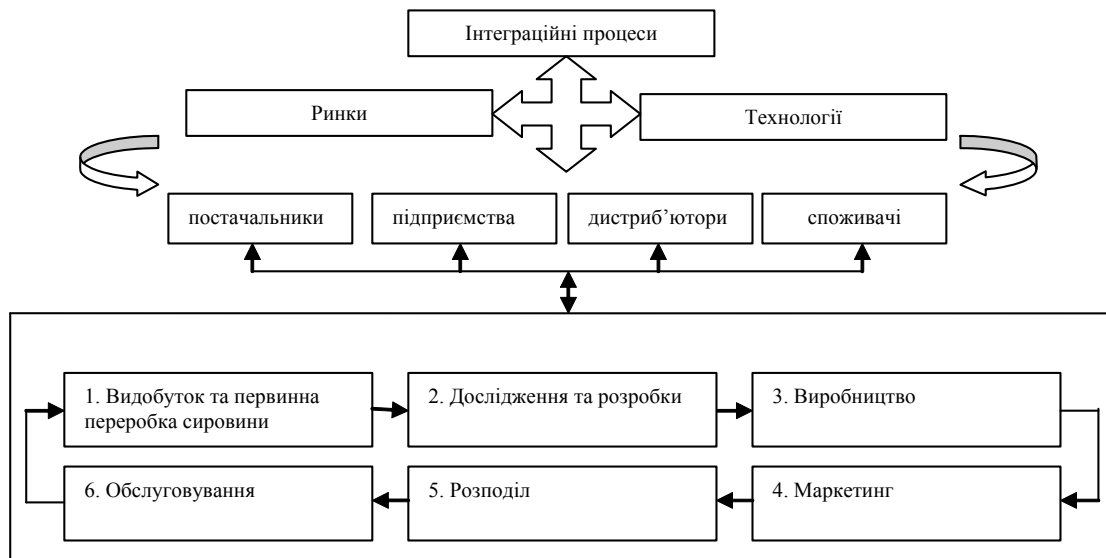 Інтеграційні процеси
Ринки
Технології
постачальники
підприємства
дистриб’ютори
споживачі
1. Видобуток та первинна
переробка сировини
2. Дослідження та розробки
3. Виробництво
6. Обслуговування
5. Розподіл
4. Маркетинг